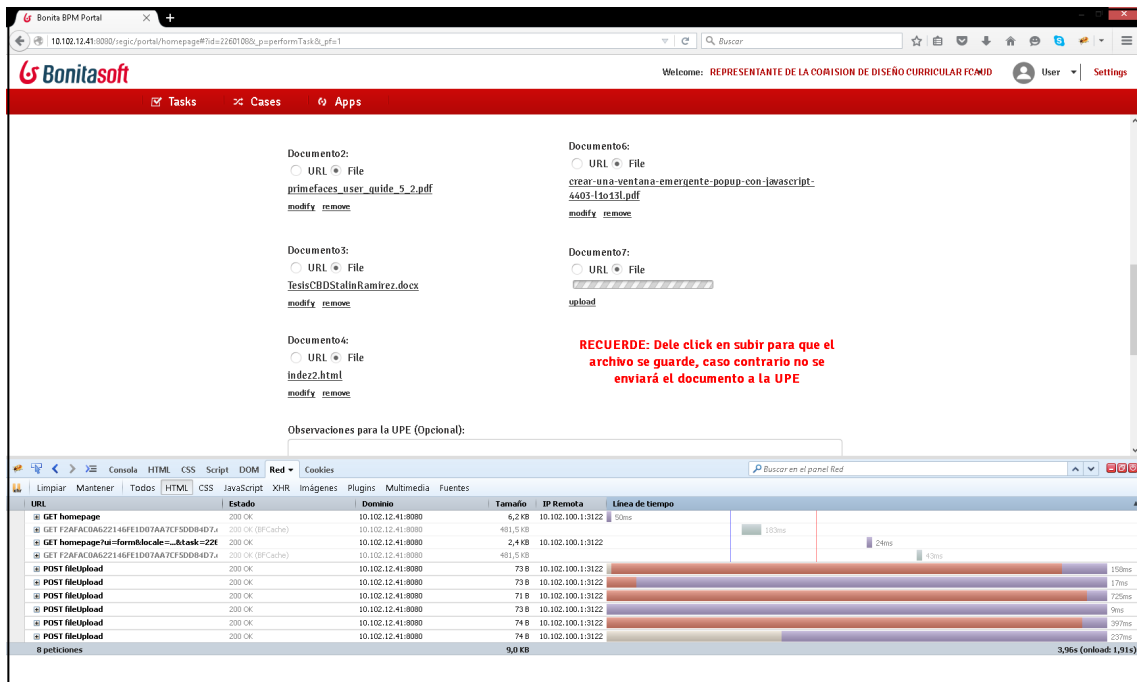 Bonita BPM Portal
10.102.12.41:8080/segic/portal/homepage#?id=2260108&_p=performTask&_pf=1
Buscar
Bonitasoft
Welcome: REPRESENTANTE DE LA COMISION DE DISEÑO CURRICULAR
User
Settings
Tasks
Cases
Apps
Documento2:
URL
File
primefaces_user_guide_5_2.pdf
modify remove
Documento3:
URL
File
TesisCBDStalinRamirez.docx
modify remove
Documento4:
URL
File
indez2.html
modify remove
Documento6:
URL
File
crear-una-ventana-emergente-popup-con-javascript-
4403-l1o13l.pdf
modify remove
Documento7:
URL
File
upload
RECUERDE: Dele click en subir para que el
archivo se guarde, caso contrario no se
enviará el documento a la UPE
Observaciones para la UPE (Opcional):
Consola HTML CSS Script DOM Red Cookies
Buscar en el panel Red
Limpiar Mantener Todos HTML CSS JavaScript XHR Imágenes Plugins Multimedia Fuentes
URL Estado Dominio Tamaño IP Remota Línea de tiempo
GET homepage 200 OK 10.102.12.41:8080 6,2 KB 10.102.100.1:3122 50ms
GET F2AFAC0A622146FE1D07AA7CF5DD84D7.c 200 OK (BFCache) 10.102.12.41:8080 481,5 KB 183ms
GET homepage?ui=form&locale=...&task=226 200 OK 10.102.12.41:8080 2,4 KB 10.102.100.1:3122 24ms
GET F2AFAC0A622146FE1D07AA7CF5DD84D7.c 200 OK (BFCache) 10.102.12.41:8080 481,5 KB 43ms
POST fileUpload 200 OK 10.102.12.41:8080 73 B 10.102.100.1:3122 158ms
POST fileUpload 200 OK 10.102.12.41:8080 73 B 10.102.100.1:3122 17ms
POST fileUpload 200 OK 10.102.12.41:8080 71 B 10.102.100.1:3122 725ms
POST fileUpload 200 OK 10.102.12.41:8080 73 B 10.102.100.1:3122 9ms
POST fileUpload 200 OK 10.102.12.41:8080 74 B 10.102.100.1:3122 397ms
POST fileUpload 200 OK 10.102.12.41:8080 74 B 10.102.100.1:3122 237ms
8 peticiones 9,0 KB 3,96s (onload: 1,91s)